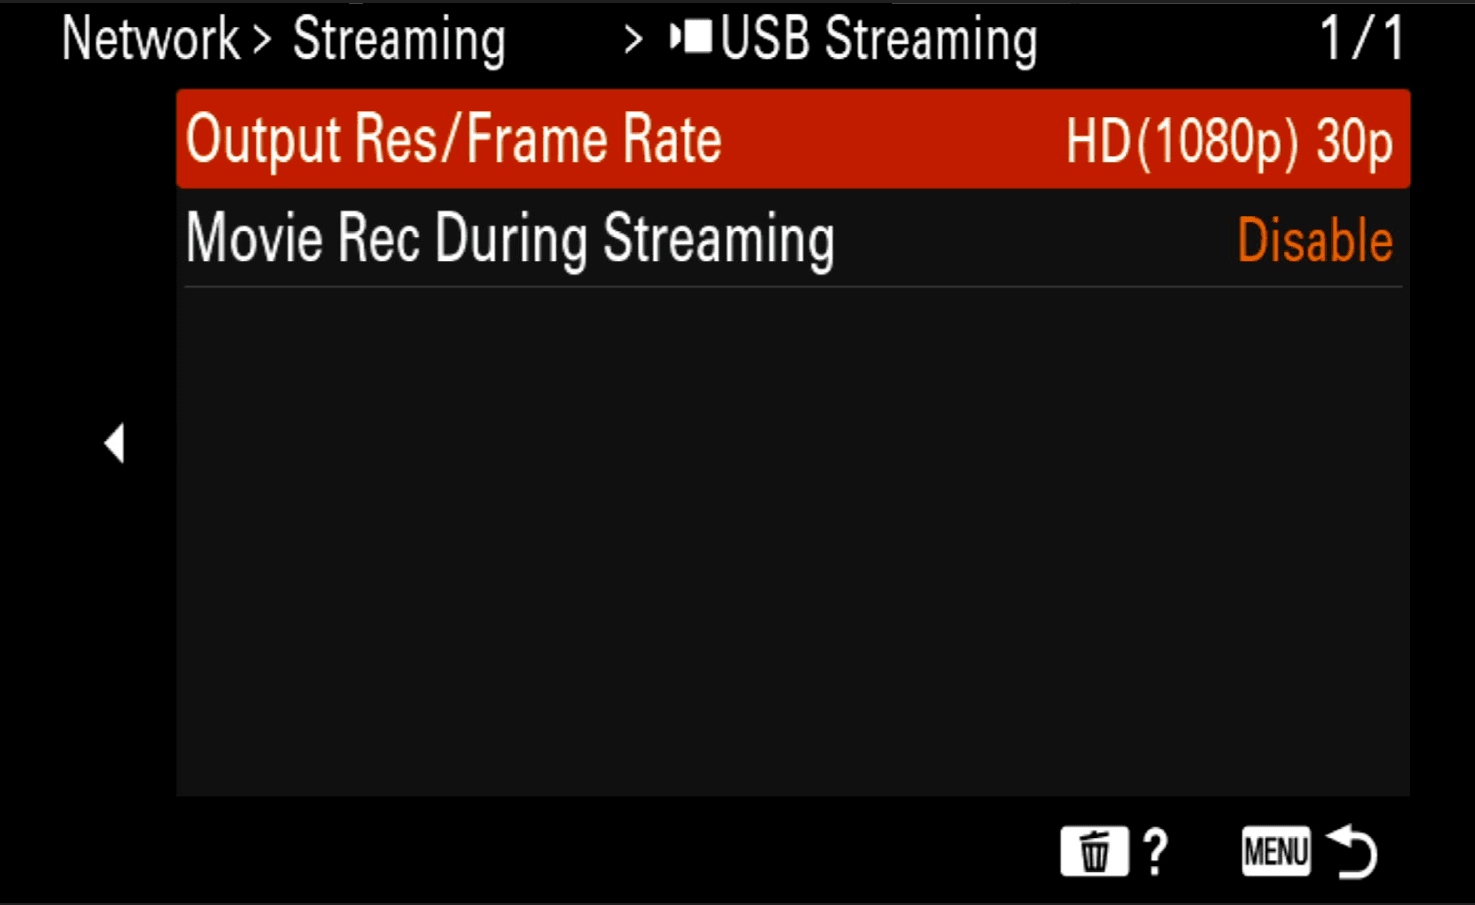 Network > Streaming > USB Streaming 1/1
Output Res/Frame Rate HD(1080p) 30p
Movie Rec During Streaming Disable
? MENU